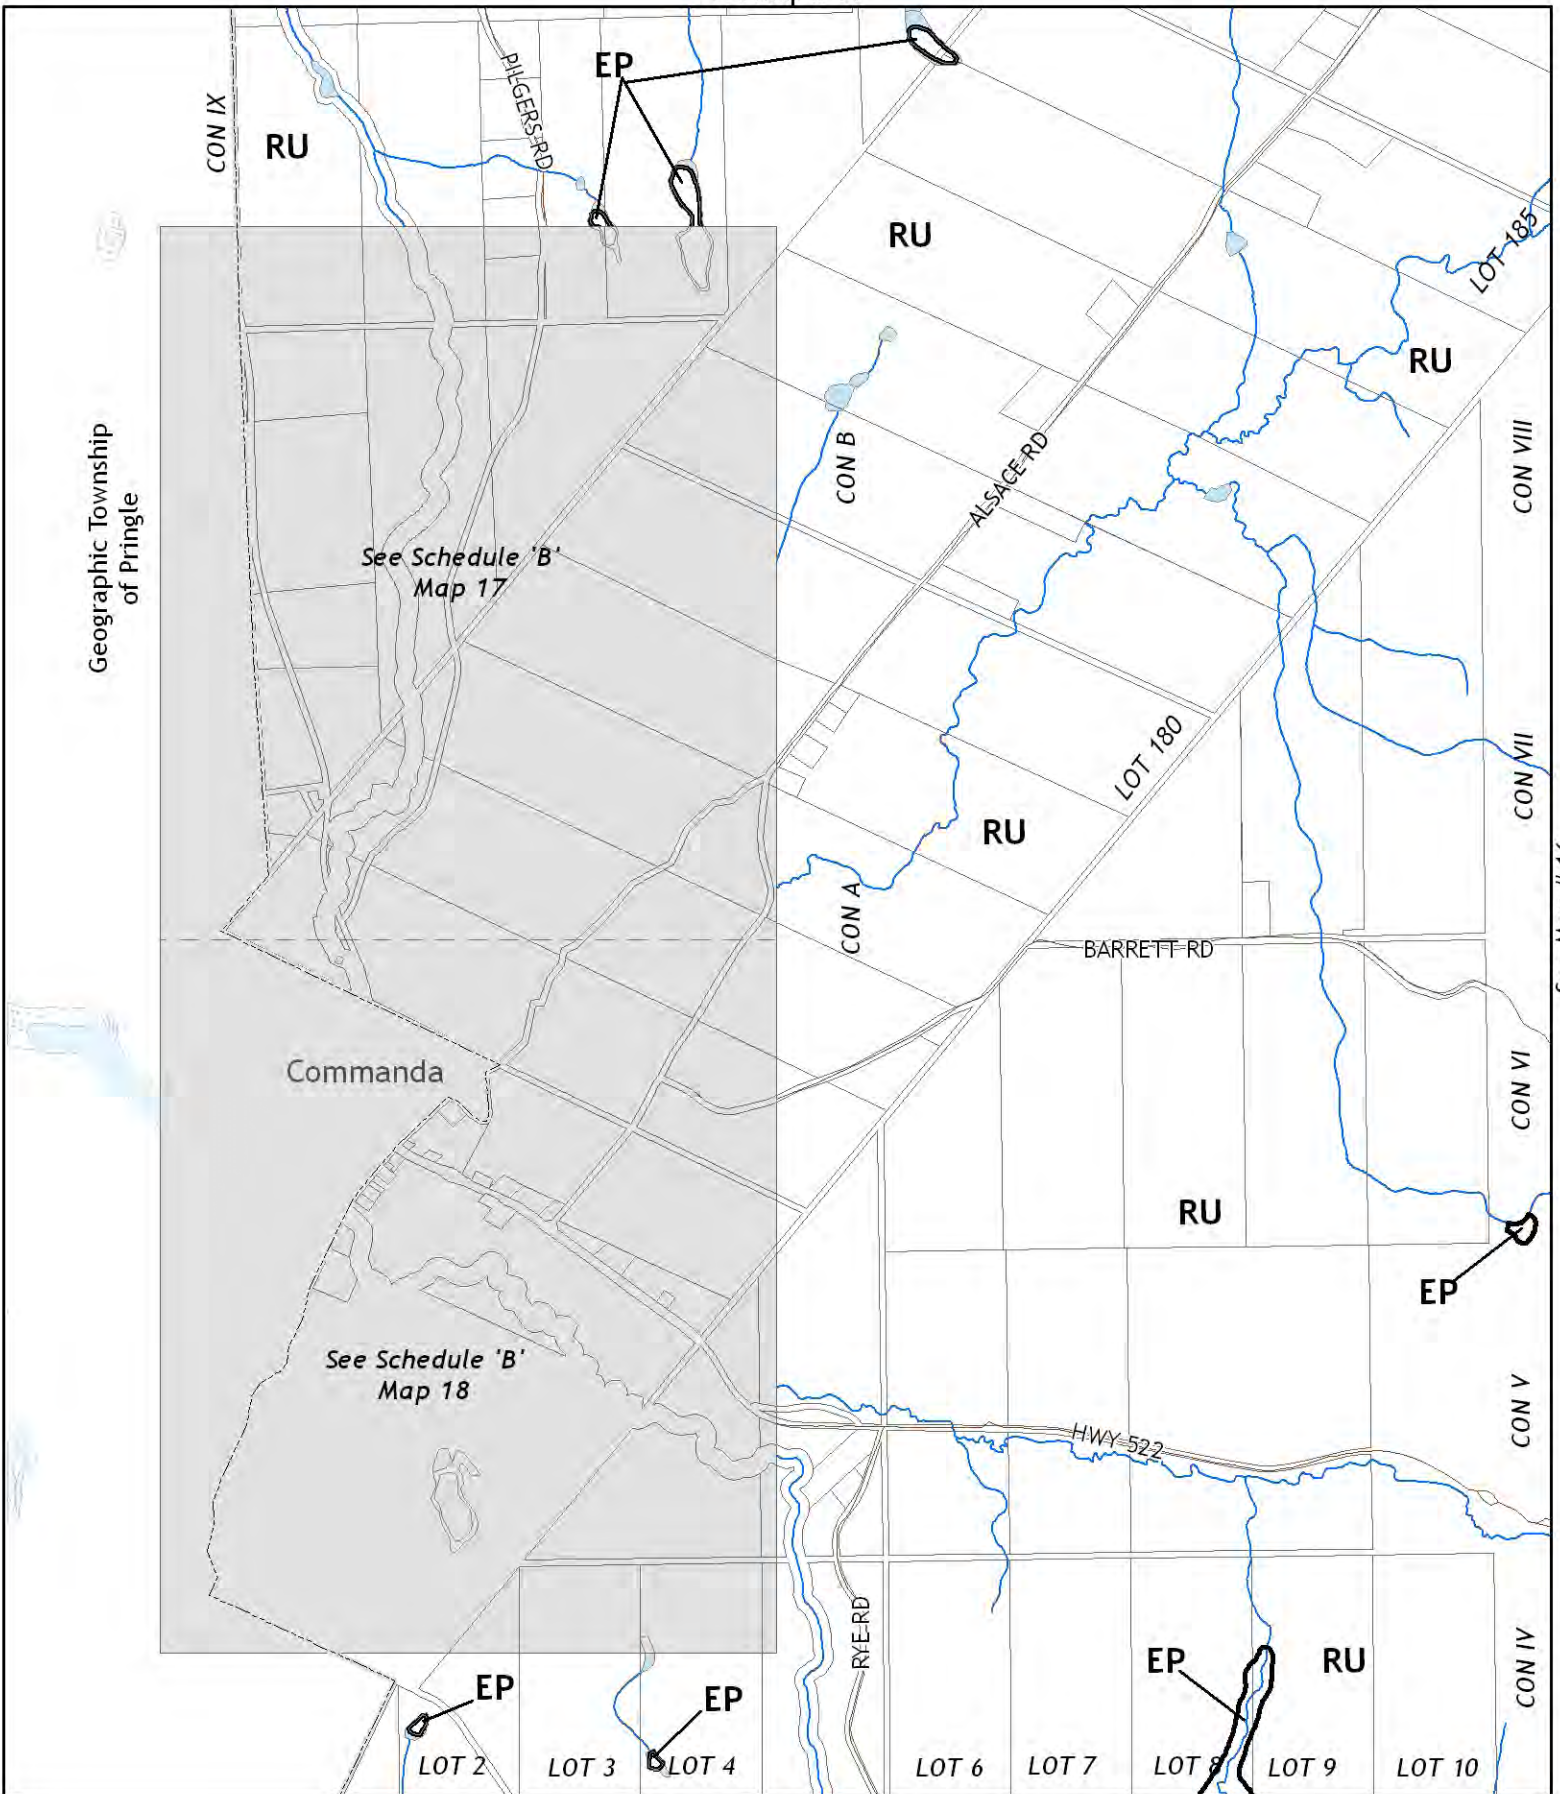 EP
PILGERS RD
CON IX
RU
RU
LOT 185
RU
Geographic Township
of Pringle
CON B
ALSACE RD
CON VIII
See Schedule 'B'
Map 17
LOT 180
CON VII
RU
CON A
BARRETT RD
Commanda
CON VI
RU
EP
See Schedule 'B'
Map 18
CON V
HWY 522
RYE RD
EP
RU
CON IV
EP
EP
LOT 2
LOT 3
LOT 4
LOT 6
LOT 7
LOT 8
LOT 9
LOT 10